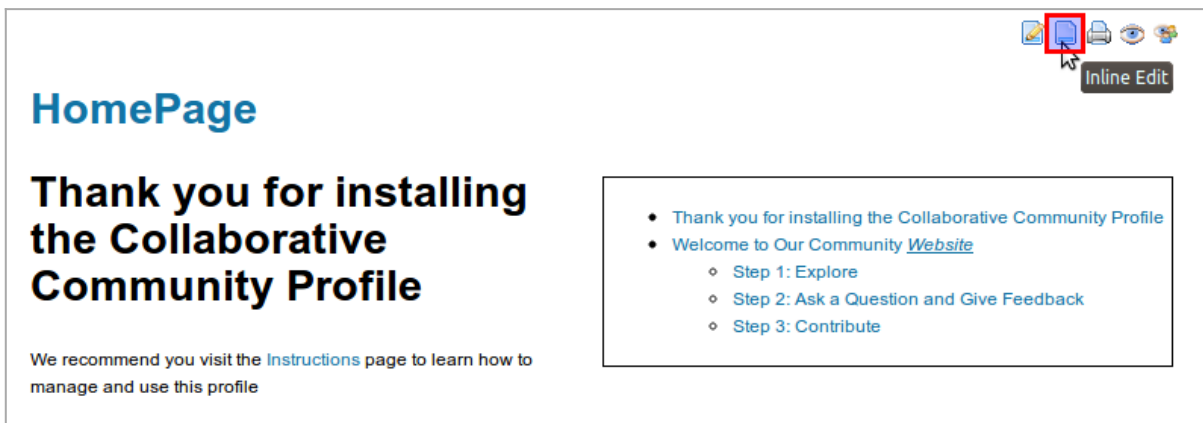 Inline Edit
HomePage
Thank you for installing
the Collaborative
Community Profile
We recommend you visit the Instructions page to learn how to
manage and use this profile
Thank you for installing the Collaborative Community Profile
Welcome to Our Community Website
Step 1: Explore
Step 2: Ask a Question and Give Feedback
Step 3: Contribute